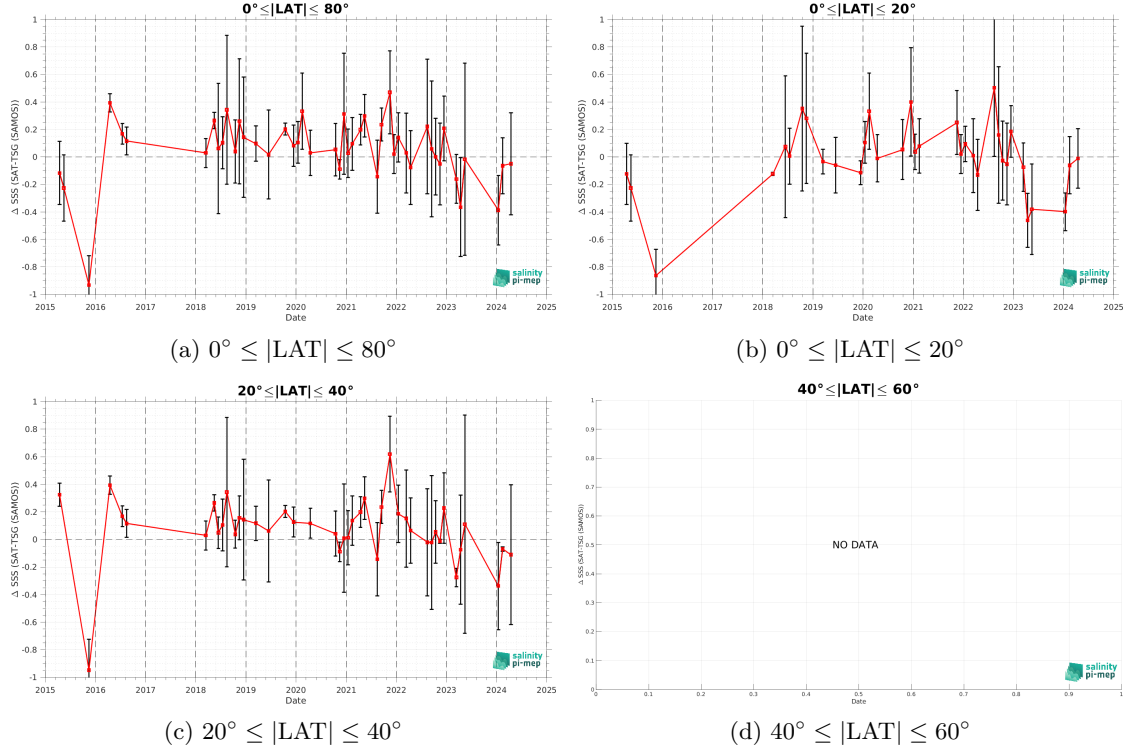 0°≤|LAT|≤ 80°
Δ SSS (SAT-TSG (SAMOS))
1
0.8
0.6
0.4
0.2
0
-0.2
-0.4
-0.6
-0.8
-1
2015 2016 2017 2018 2019 2020 2021 2022 2023 2024 2025
Date
salinity
pi-mep
(a) 0° ≤ |LAT| ≤ 80°
0°≤|LAT|≤ 20°
Δ SSS (SAT-TSG (SAMOS))
1
0.8
0.6
0.4
0.2
0
-0.2
-0.4
-0.6
-0.8
-1
2015 2016 2017 2018 2019 2020 2021 2022 2023 2024 2025
Date
salinity
pi-mep
(b) 0° ≤ |LAT| ≤ 20°
20°≤|LAT|≤ 40°
Δ SSS (SAT-TSG (SAMOS))
1
0.8
0.6
0.4
0.2
0
-0.2
-0.4
-0.6
-0.8
-1
2015 2016 2017 2018 2019 2020 2021 2022 2023 2024 2025
Date
salinity
pi-mep
(c) 20° ≤ |LAT| ≤ 40°
40°≤|LAT|≤ 60°
Δ SSS (SAT-TSG (SAMOS))
1
0.9
0.8
0.7
0.6
0.5
0.4
0.3
0.2
0.1
0
NO DATA
0 0.1 0.2 0.3 0.4 0.5 0.6 0.7 0.8 0.9 1
Date
salinity
pi-mep
(d) 40° ≤ |LAT| ≤ 60°